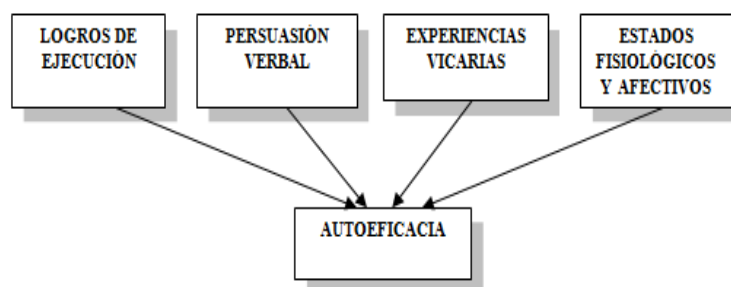 LOGROS DE
EJECUCIÓN
PERSUASIÓN
VERBAL
EXPERIENCIAS
VICARIAS
ESTADOS
FISIOLÓGICOS
Y AFECTIVOS
AUTOEFICACIA